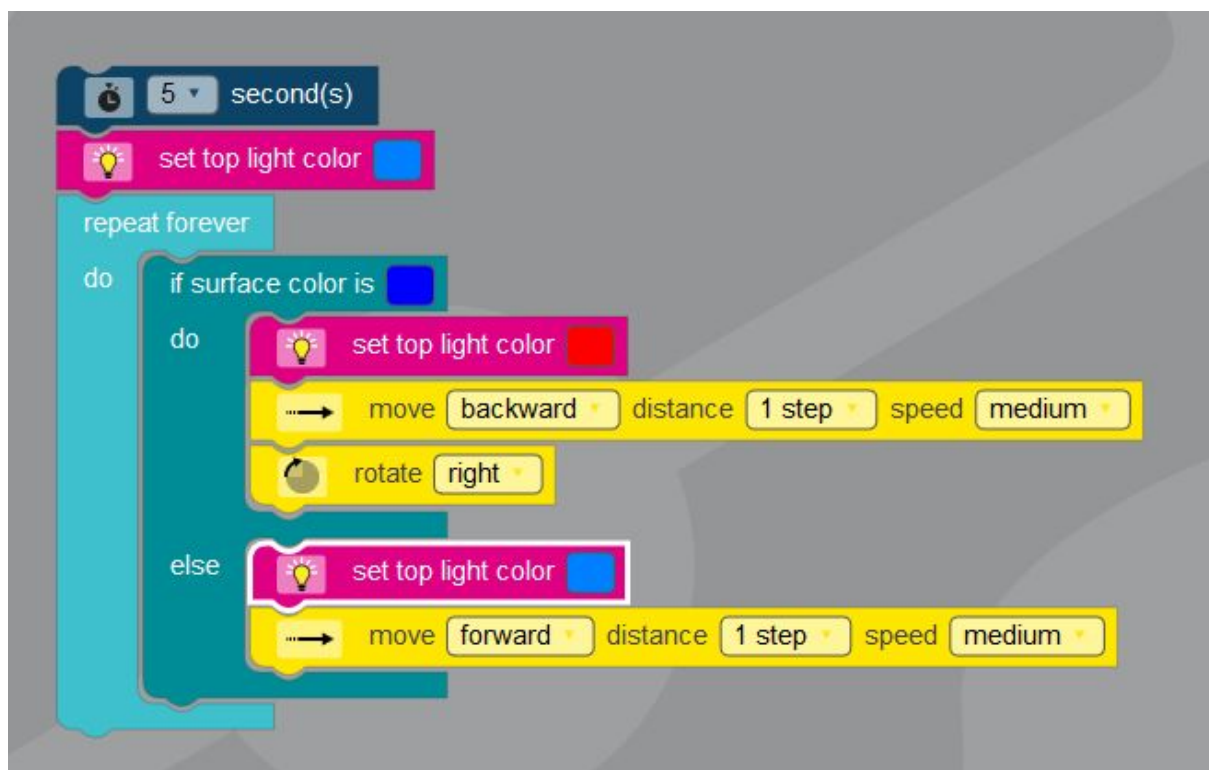 5 second(s)
set top light color
repeat forever
do if surface color is
do set top light color
move backward distance 1 step speed medium
rotate right
else set top light color
move forward distance 1 step speed medium